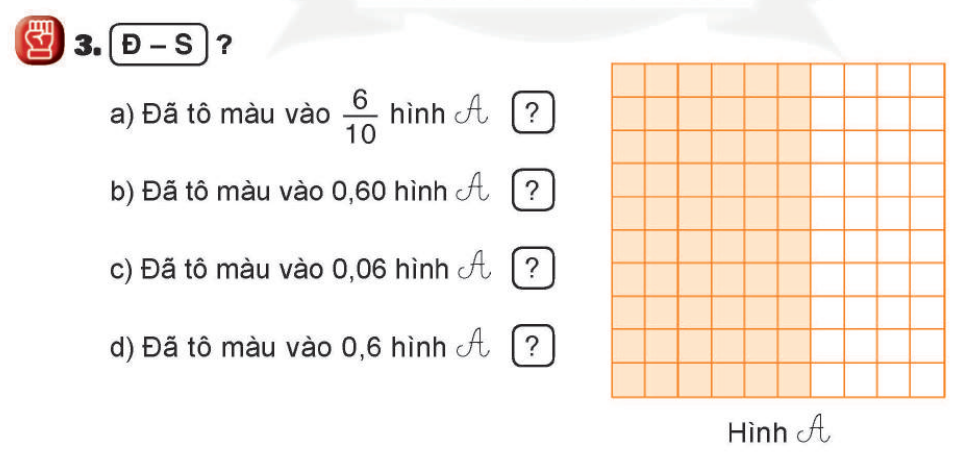 3. Đ – S ?
a) Đã tô màu vào 6/10 hình A ?
b) Đã tô màu vào 0,60 hình A ?
c) Đã tô màu vào 0,06 hình A ?
d) Đã tô màu vào 0,6 hình A ?
Hình A